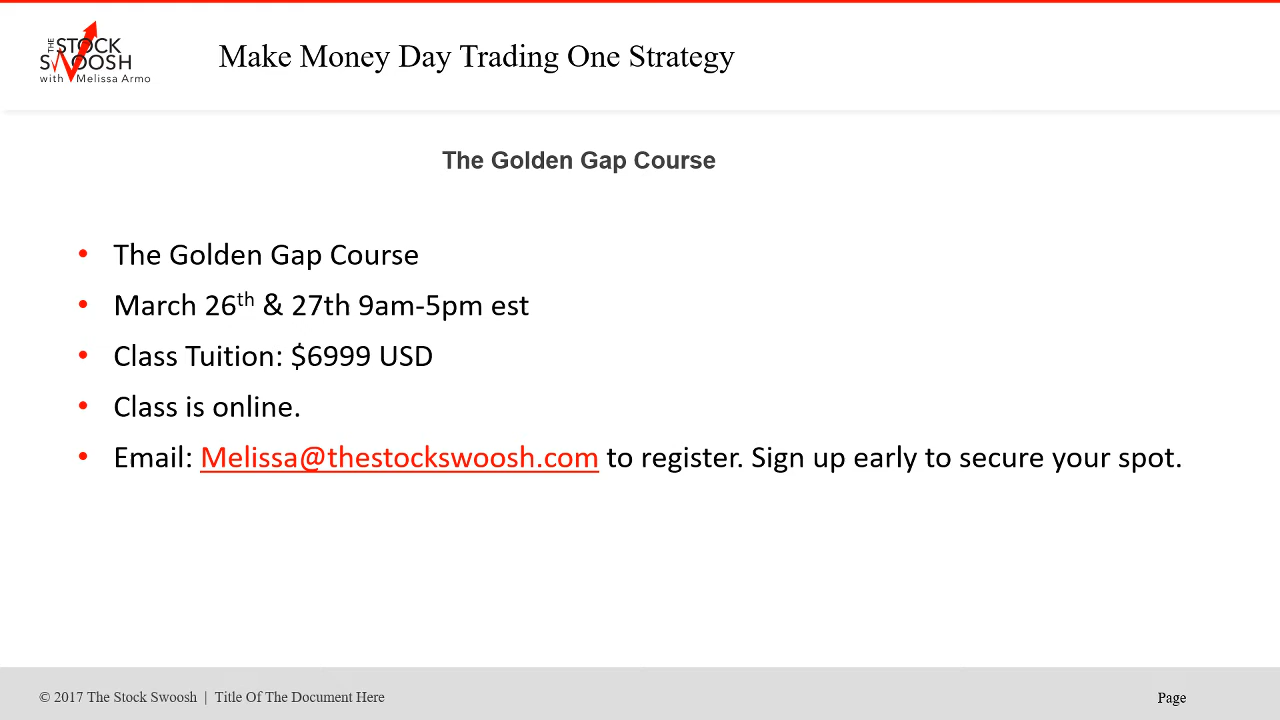 THE STOCK
SWOOSH
with Melissa Armo
Make Money Day Trading One Strategy
The Golden Gap Course
• The Golden Gap Course
• March 26th & 27th 9am-5pm est
• Class Tuition: $6999 USD
• Class is online.
• Email: Melissa@thestockswoosh.com to register. Sign up early to secure your spot.
© 2017 The Stock Swoosh | Title Of The Document Here
Page